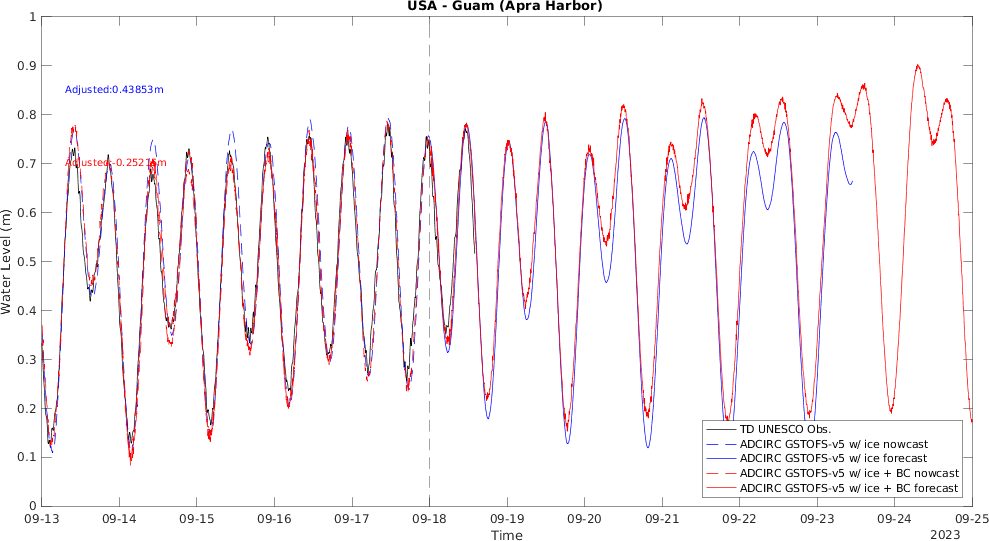 USA - Guam (Apra Harbor)
1
0.9
0.8
0.7
0.6
0.5
0.4
0.3
0.2
0.1
0
Water Level (m)
Adjusted:0.43853m
Adjusted:-0.25215m
TD UNESCO Obs.
ADCIRC GSTOFS-v5 w/ ice nowcast
ADCIRC GSTOFS-v5 w/ ice forecast
ADCIRC GSTOFS-v5 w/ ice + BC nowcast
ADCIRC GSTOFS-v5 w/ ice + BC forecast
09-13 09-14 09-15 09-16 09-17 09-18 09-19 09-20 09-21 09-22 09-23 09-24 09-25
Time
2023